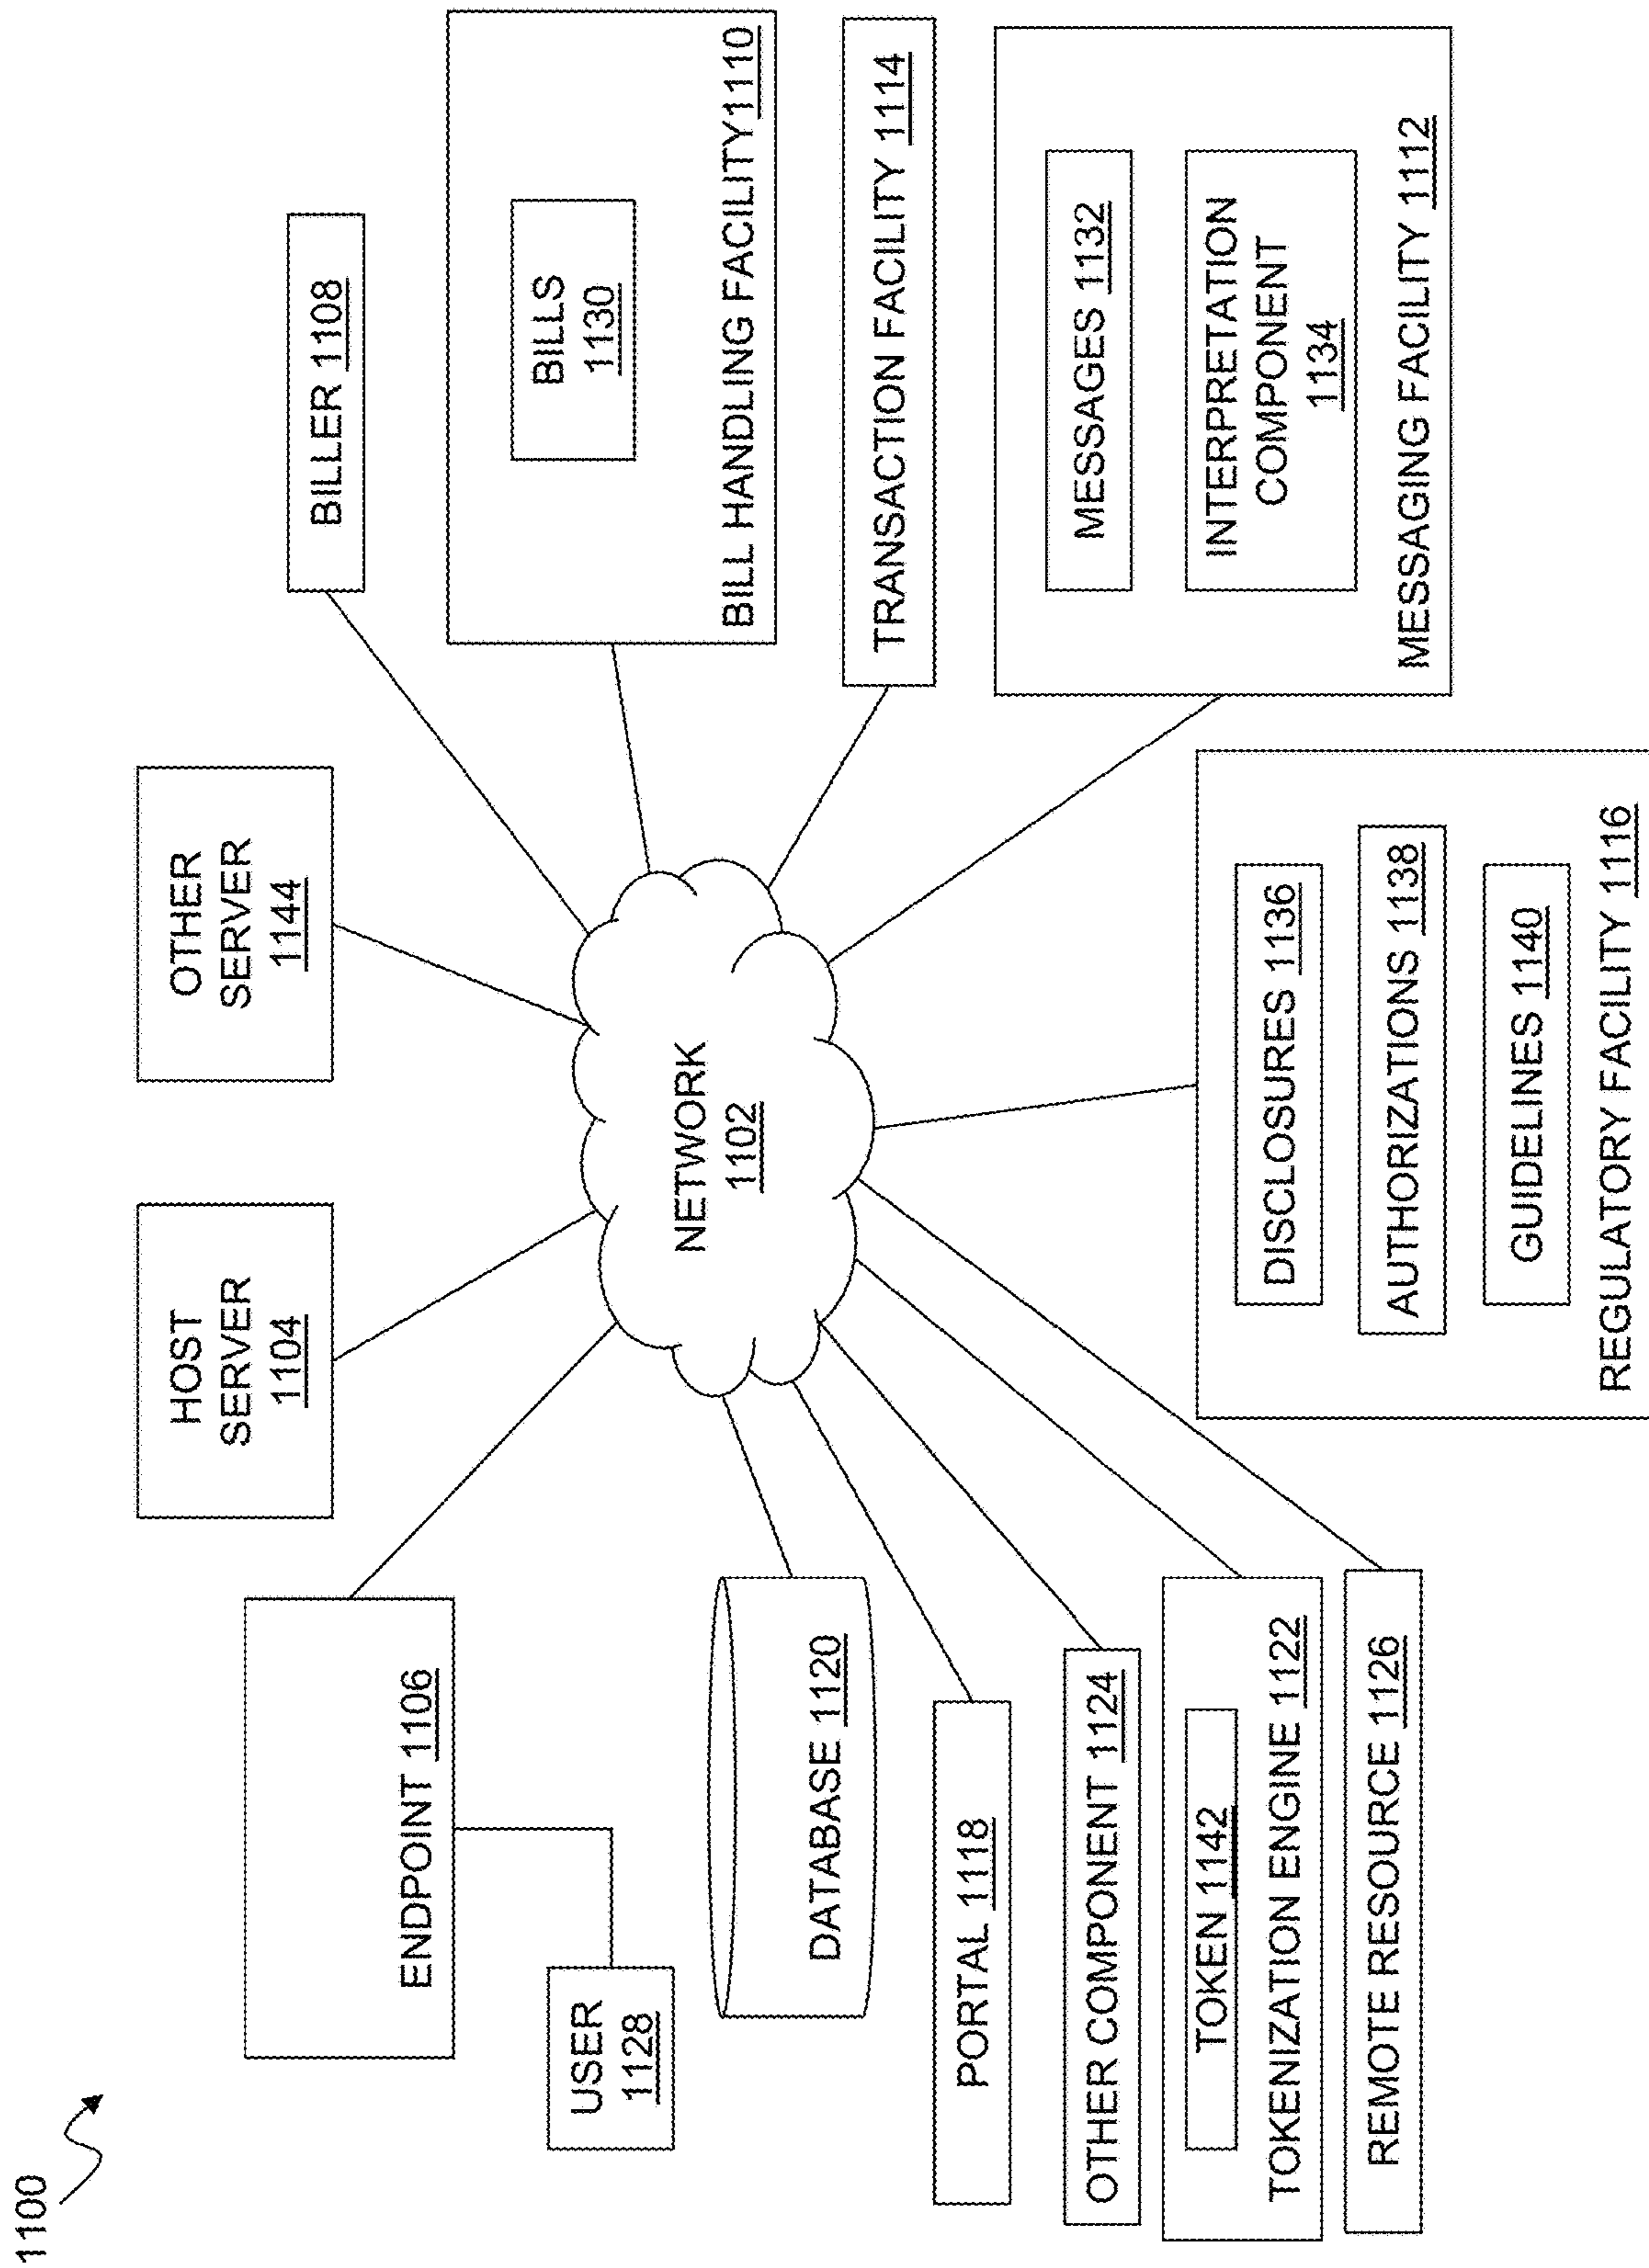 1100
HOST
SERVER
1104
OTHER
SERVER
1144
ENDPOINT 1106
USER
1128
BILLER 1108
BILLS
1130
BILL HANDLING FACILITY1110
NETWORK
1102
DATABASE 1120
TRANSACTION FACILITY 1114
PORTAL 1118
MESSAGES 1132
INTERPRETATION
COMPONENT
1134
MESSAGING FACILITY 1112
OTHER COMPONENT 1124
TOKEN 1142
TOKENIZATION ENGINE 1122
REMOTE RESOURCE 1126
DISCLOSURES 1136
AUTHORIZATIONS 1138
GUIDELINES 1140
REGULATORY FACILITY 1116